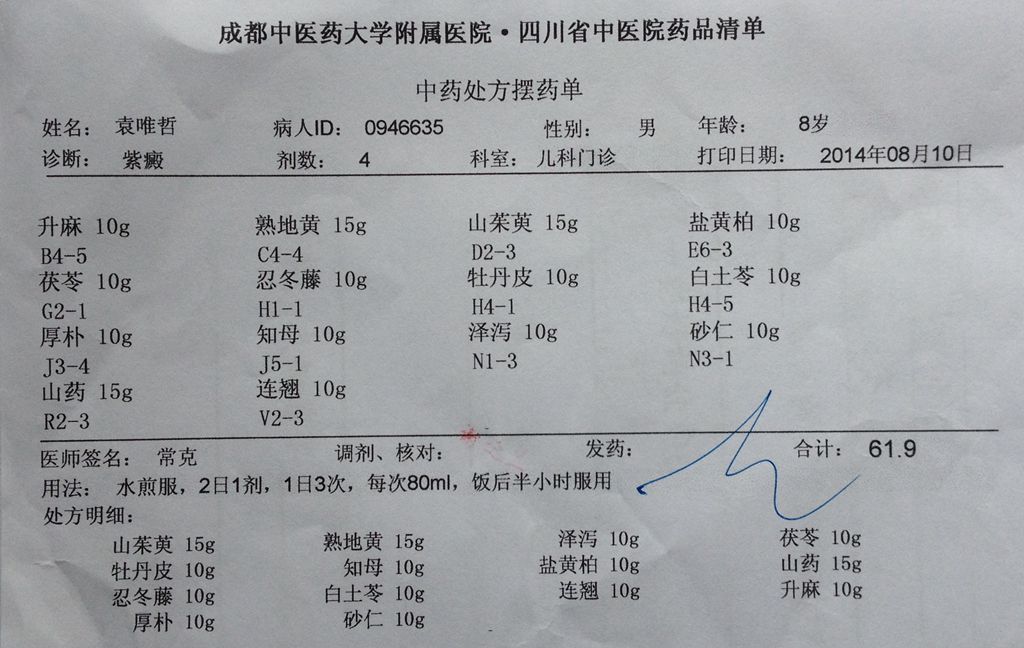 成都中医药大学附属医院·四川省中医院药品清单
中药处方摆药单
姓名： 袁唯哲 病人ID： 0946635 性别： 男 年龄： 8岁
诊断： 紫癜 剂数： 4 科室：儿科门诊 打印日期： 2014年08月10日
升麻 10g 熟地黄 15g 山茱萸 15g 盐黄柏 10g
B4-5 C4-4 D2-3 E6-3
茯苓 10g 忍冬藤 10g 牡丹皮 10g 白土苓 10g
G2-1 H1-1 H4-1 H4-5
厚朴 10g 知母 10g 泽泻 10g 砂仁 10g
J3-4 J5-1 N1-3 N3-1
山药 15g 连翘 10g
R2-3 V2-3
医师签名： 常克 调剂、核对： 发药： 合计： 61.9
用法： 水煎服，2日1剂，1日3次，每次80ml，饭后半小时服用
处方明细：
山茱萸 15g 熟地黄 15g 泽泻 10g 茯苓 10g
牡丹皮 10g 知母 10g 盐黄柏 10g 山药 15g
忍冬藤 10g 白土苓 10g 连翘 10g 升麻 10g
厚朴 10g 砂仁 10g